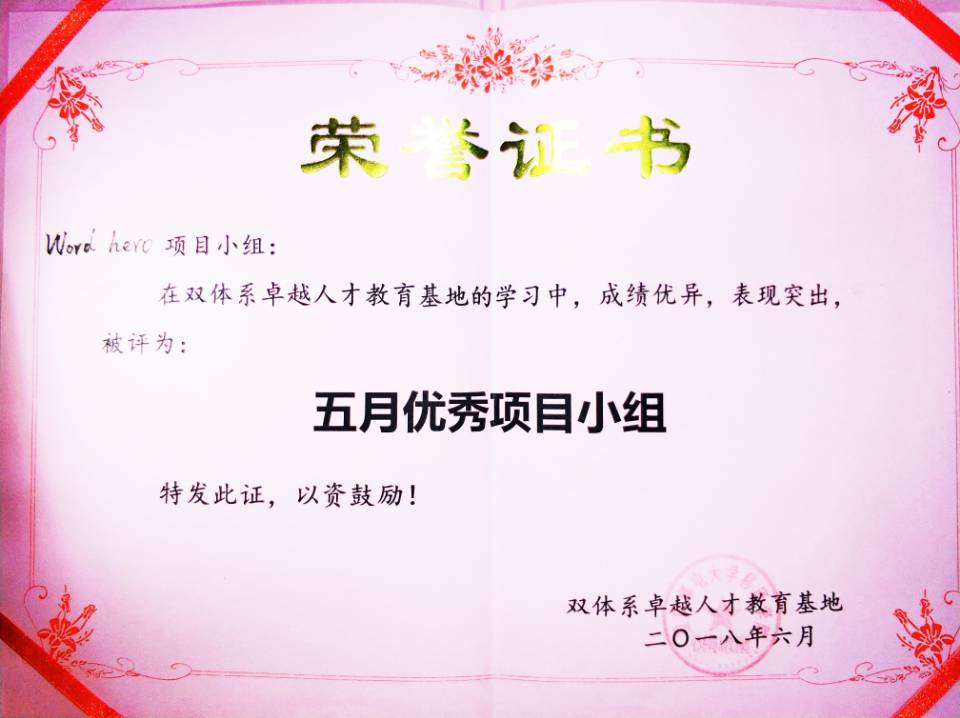 荣誉证书
Word hero 项目小组：
在双体系卓越人才教育基地的学习中，成绩优异，表现突出，
被评为：
五月优秀项目小组
特发此证，以资鼓励！
双体系卓越人才教育基地
二〇一八年六月